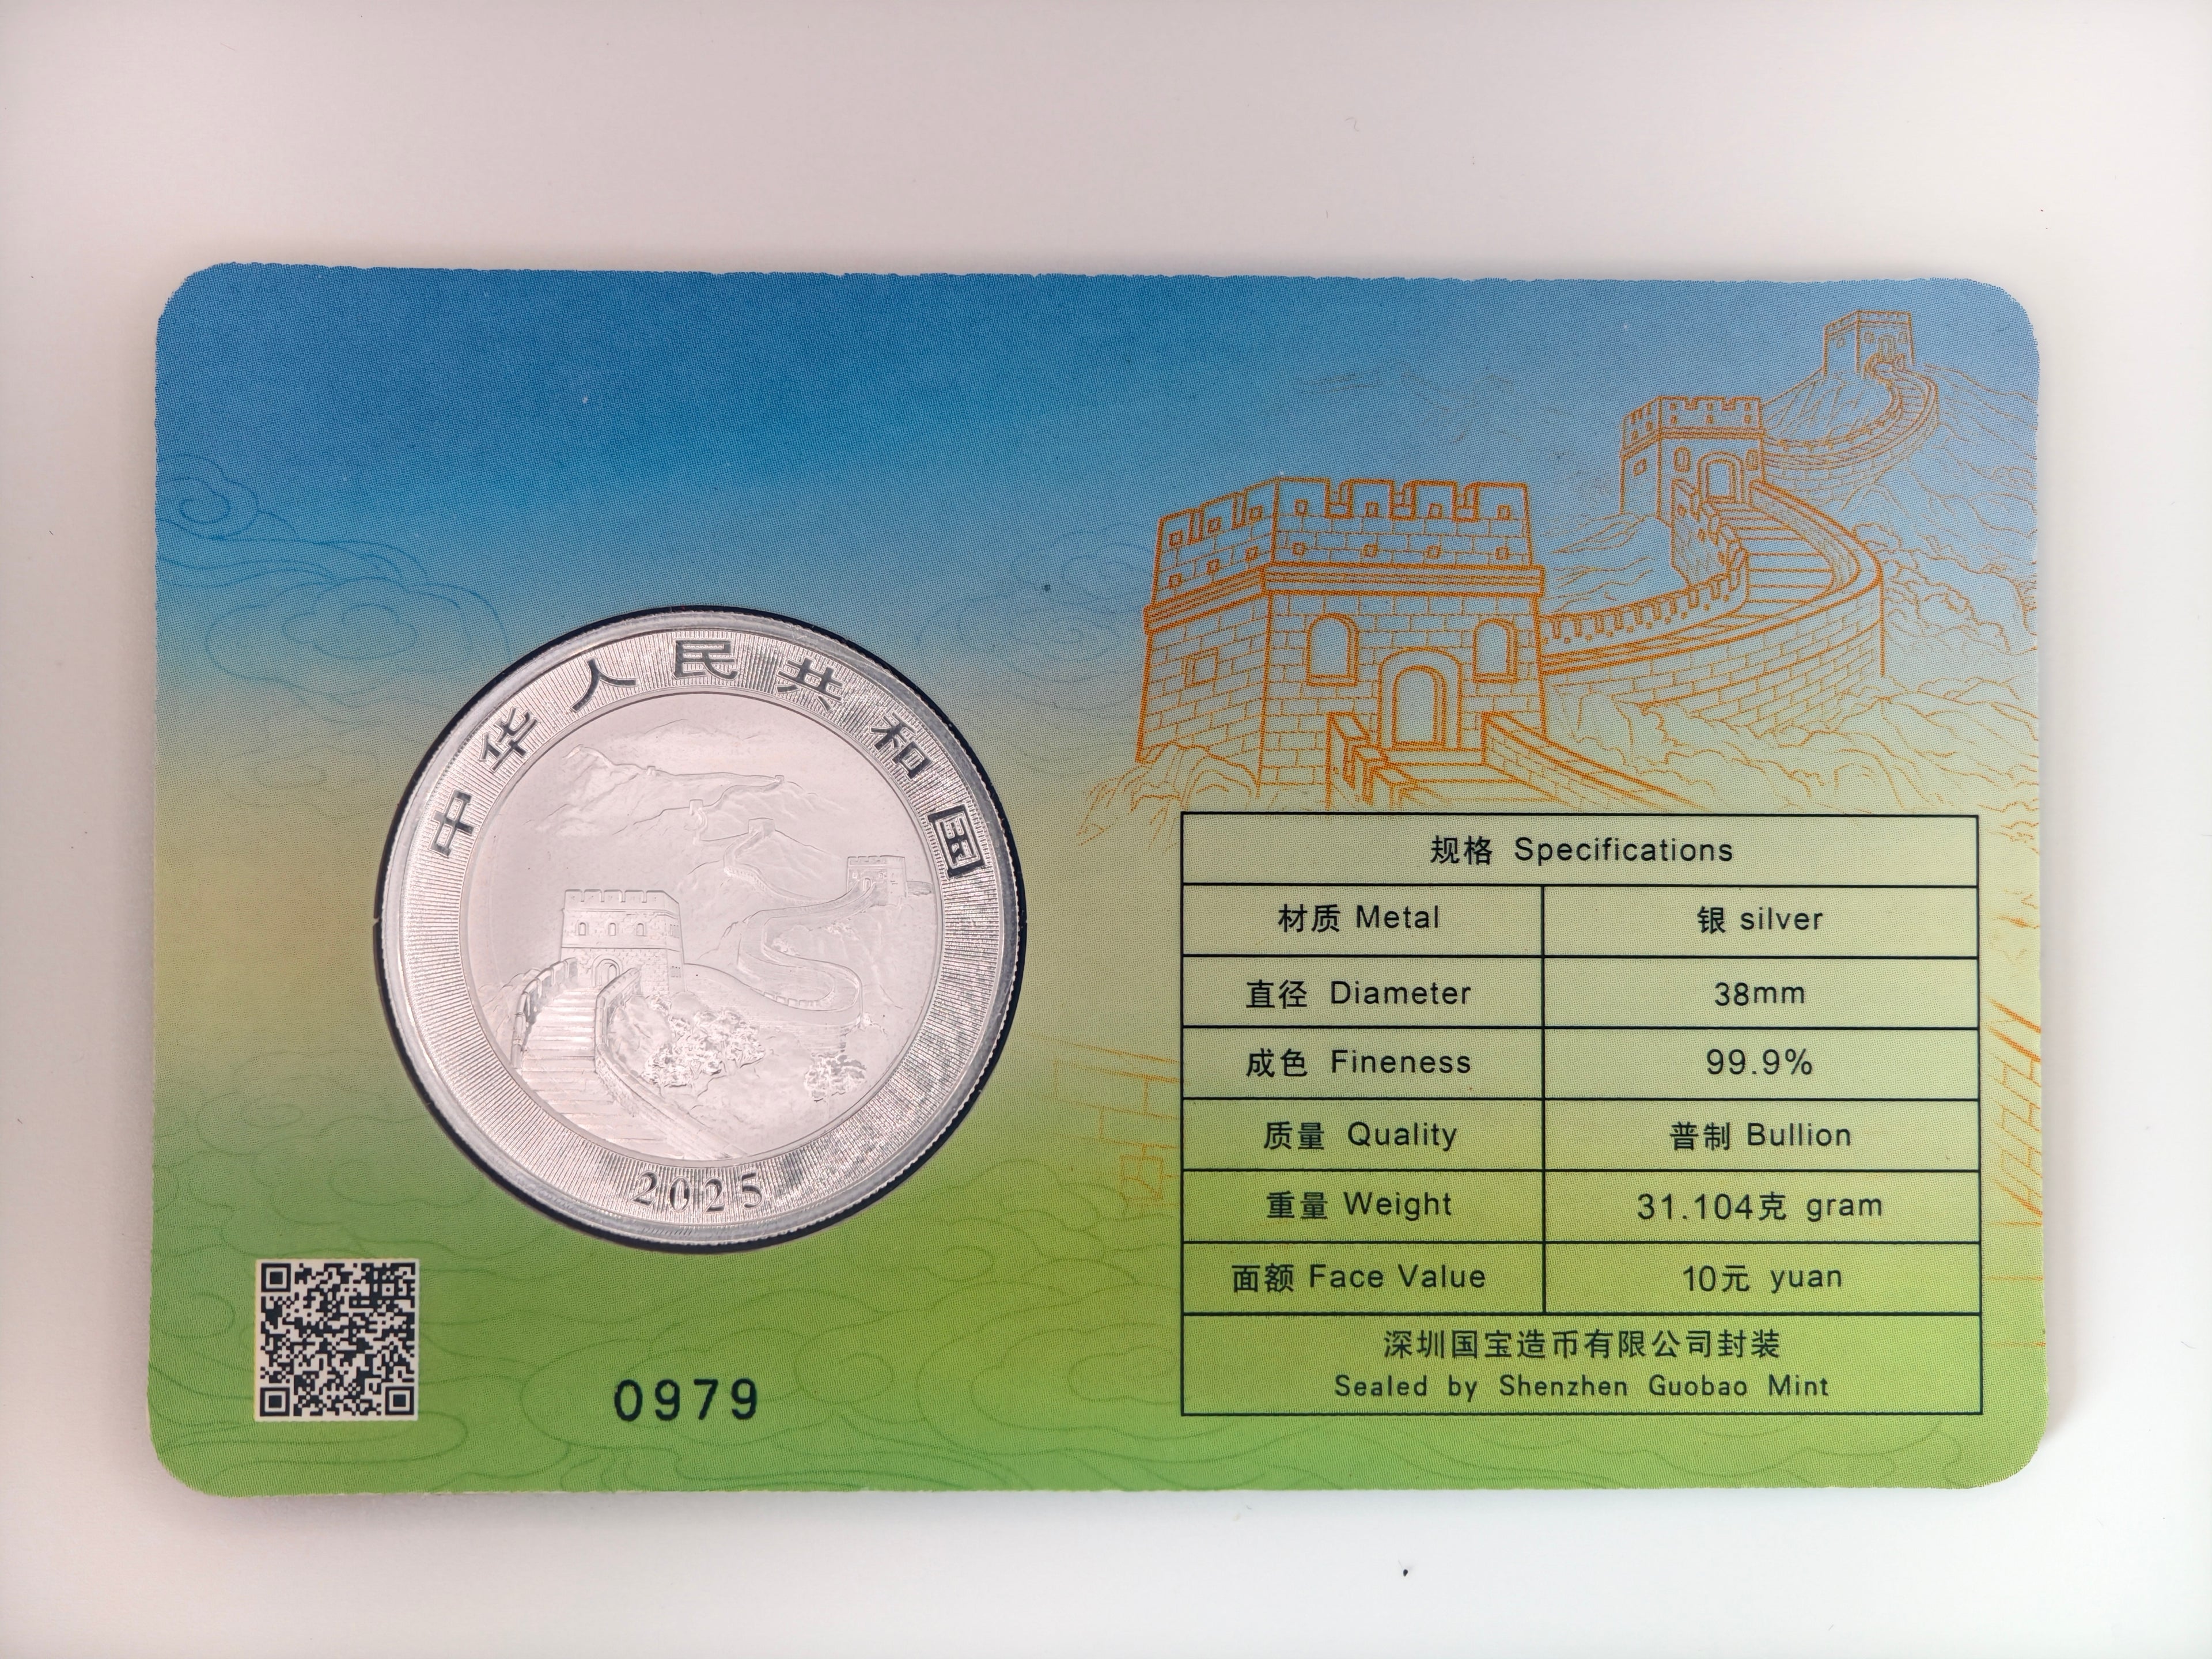 中华人民共和国
2025
0979
规格 Specifications
材质 Metal 银 silver
直径 Diameter 38mm
成色 Fineness 99.9%
质量 Quality 普制 Bullion
重量 Weight 31.104克 gram
面额 Face Value 10元 yuan
深圳国宝造币有限公司封装
Sealed by Shenzhen Guobao Mint